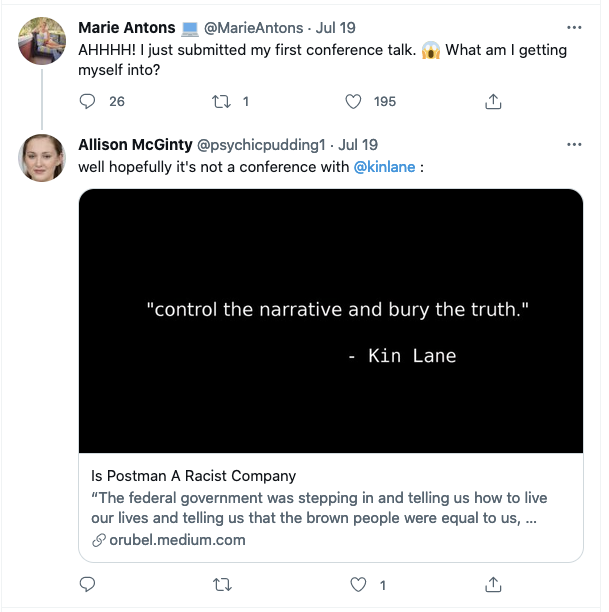 Marie Antons 💻 @MarieAntons · Jul 19
AHHHH! I just submitted my first conference talk. 😱 What am I getting
myself into?
26 1 195
Allison McGinty @psychicpudding1 · Jul 19
well hopefully it's not a conference with @kinlane :
"control the narrative and bury the truth."
- Kin Lane
Is Postman A Racist Company
“The federal government was stepping in and telling us how to live
our lives and telling us that the brown people were equal to us, ...
orubel.medium.com
1